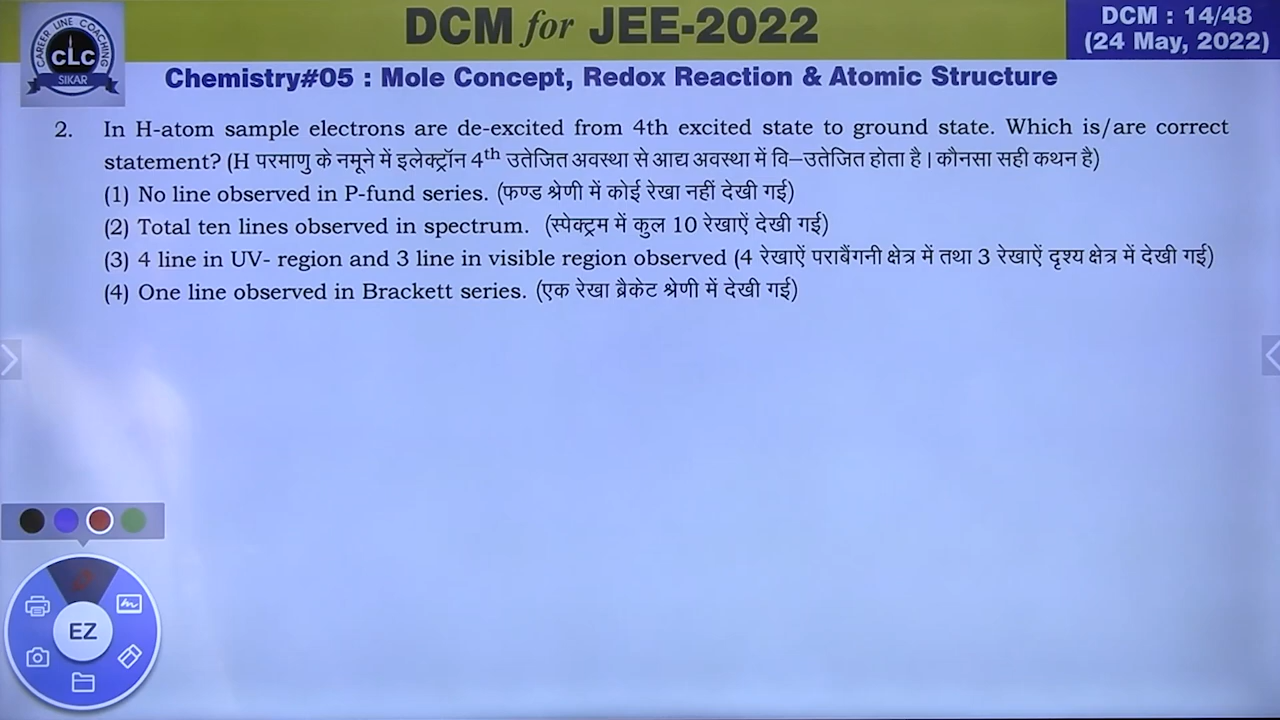 DCM for JEE-2022
DCM : 14/48
(24 May, 2022)
CAREER LINE COACHING
CLC
SIKAR
Chemistry#05 : Mole Concept, Redox Reaction & Atomic Structure
2. In H-atom sample electrons are de-excited from 4th excited state to ground state. Which is/are correct
statement? (H परमाणु के नमूने में इलेक्ट्रॉन 4th उतेजित अवस्था से आद्य अवस्था में वि–उतेजित होता है। कौनसा सही कथन है)
(1) No line observed in P-fund series. (फण्ड श्रेणी में कोई रेखा नहीं देखी गई)
(2) Total ten lines observed in spectrum. (स्पेक्ट्रम में कुल 10 रेखाऐं देखी गई)
(3) 4 line in UV- region and 3 line in visible region observed (4 रेखाऐं पराबैंगनी क्षेत्र में तथा 3 रेखाऐं दृश्य क्षेत्र में देखी गई)
(4) One line observed in Brackett series. (एक रेखा ब्रैकेट श्रेणी में देखी गई)
EZ